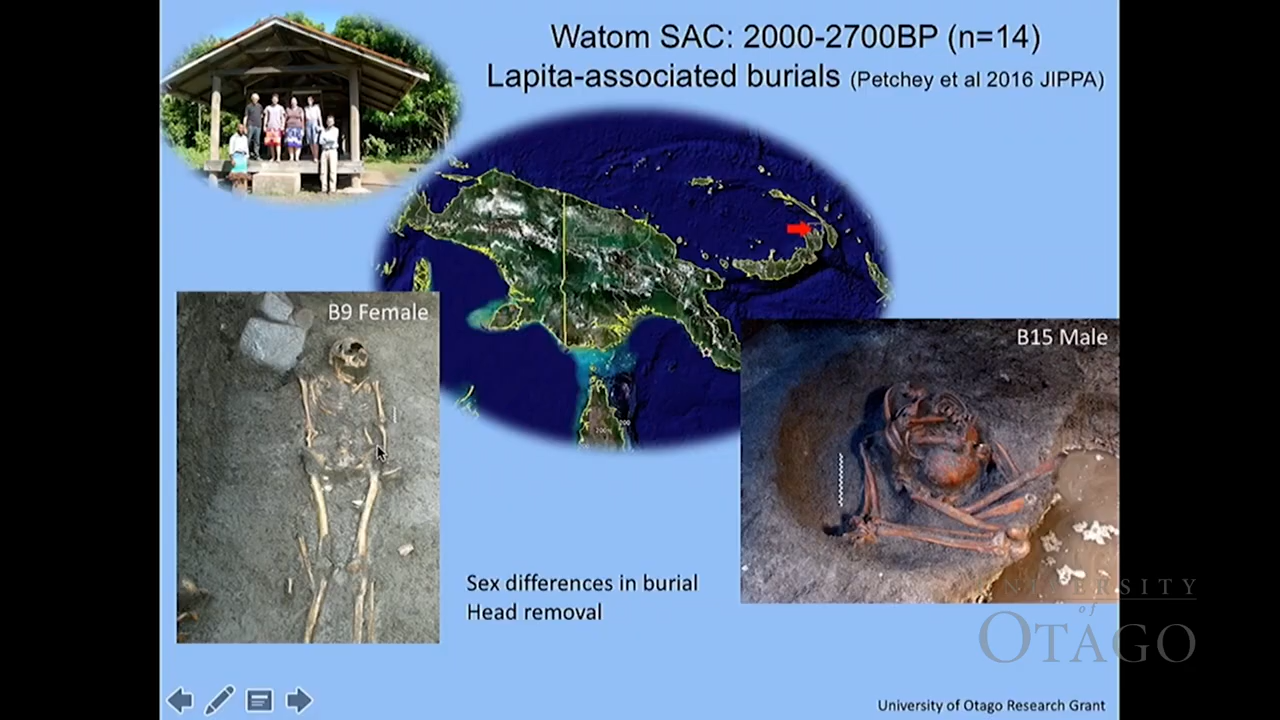 Watom SAC: 2000-2700BP (n=14)
Lapita-associated burials (Petchey et al 2016 JIPPA)
B9 Female
B15 Male
200
Sex differences in burial
Head removal
UNIVERSITY
of
OTAGO
University of Otago Research Grant